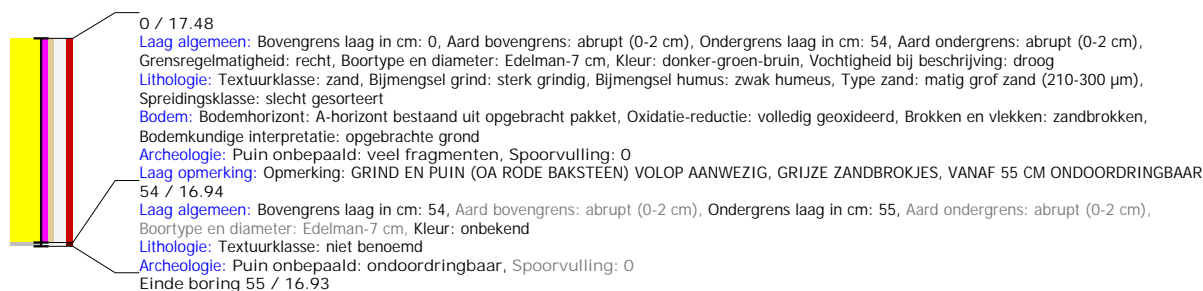 0 / 17.48
Laag algemeen: Bovengrens laag in cm: 0, Aard bovengrens: abrupt (0-2 cm), Ondergrens laag in cm: 54, Aard ondergrens: abrupt (0-2 cm),
Grensregelmatigheid: recht, Boortype en diameter: Edelman-7 cm, Kleur: donker-groen-bruin, Vochtigheid bij beschrijving: droog
Lithologie: Textuurklasse: zand, Bijmengsel grind: sterk grindig, Bijmengsel humus: zwak humeus, Type zand: matig grof zand (210-300 µm),
Spreidingsklasse: slecht gesorteert
Bodem: Bodemhorizont: A-horizont bestaand uit opgebracht pakket, Oxidatie-reductie: volledig geoxideerd, Brokken en vlekken: zandbrokken,
Bodemkundige interpretatie: opgebrachte grond
Archeologie: Puin onbepaald: veel fragmenten, Spoorvulling: 0
Laag opmerking: Opmerking: GRIND EN PUIN (OA RODE BAKSTEEN) VOLOP AANWEZIG, GRIJZE ZANDBROKJES, VANAF 55 CM ONDOORDRINGBAAR
54 / 16.94
Laag algemeen: Bovengrens laag in cm: 54, Aard bovengrens: abrupt (0-2 cm), Ondergrens laag in cm: 55, Aard ondergrens: abrupt (0-2 cm),
Boortype en diameter: Edelman-7 cm, Kleur: onbekend
Lithologie: Textuurklasse: niet benoemd
Archeologie: Puin onbepaald: ondoordringbaar, Spoorvulling: 0
Einde boring 55 / 16.93